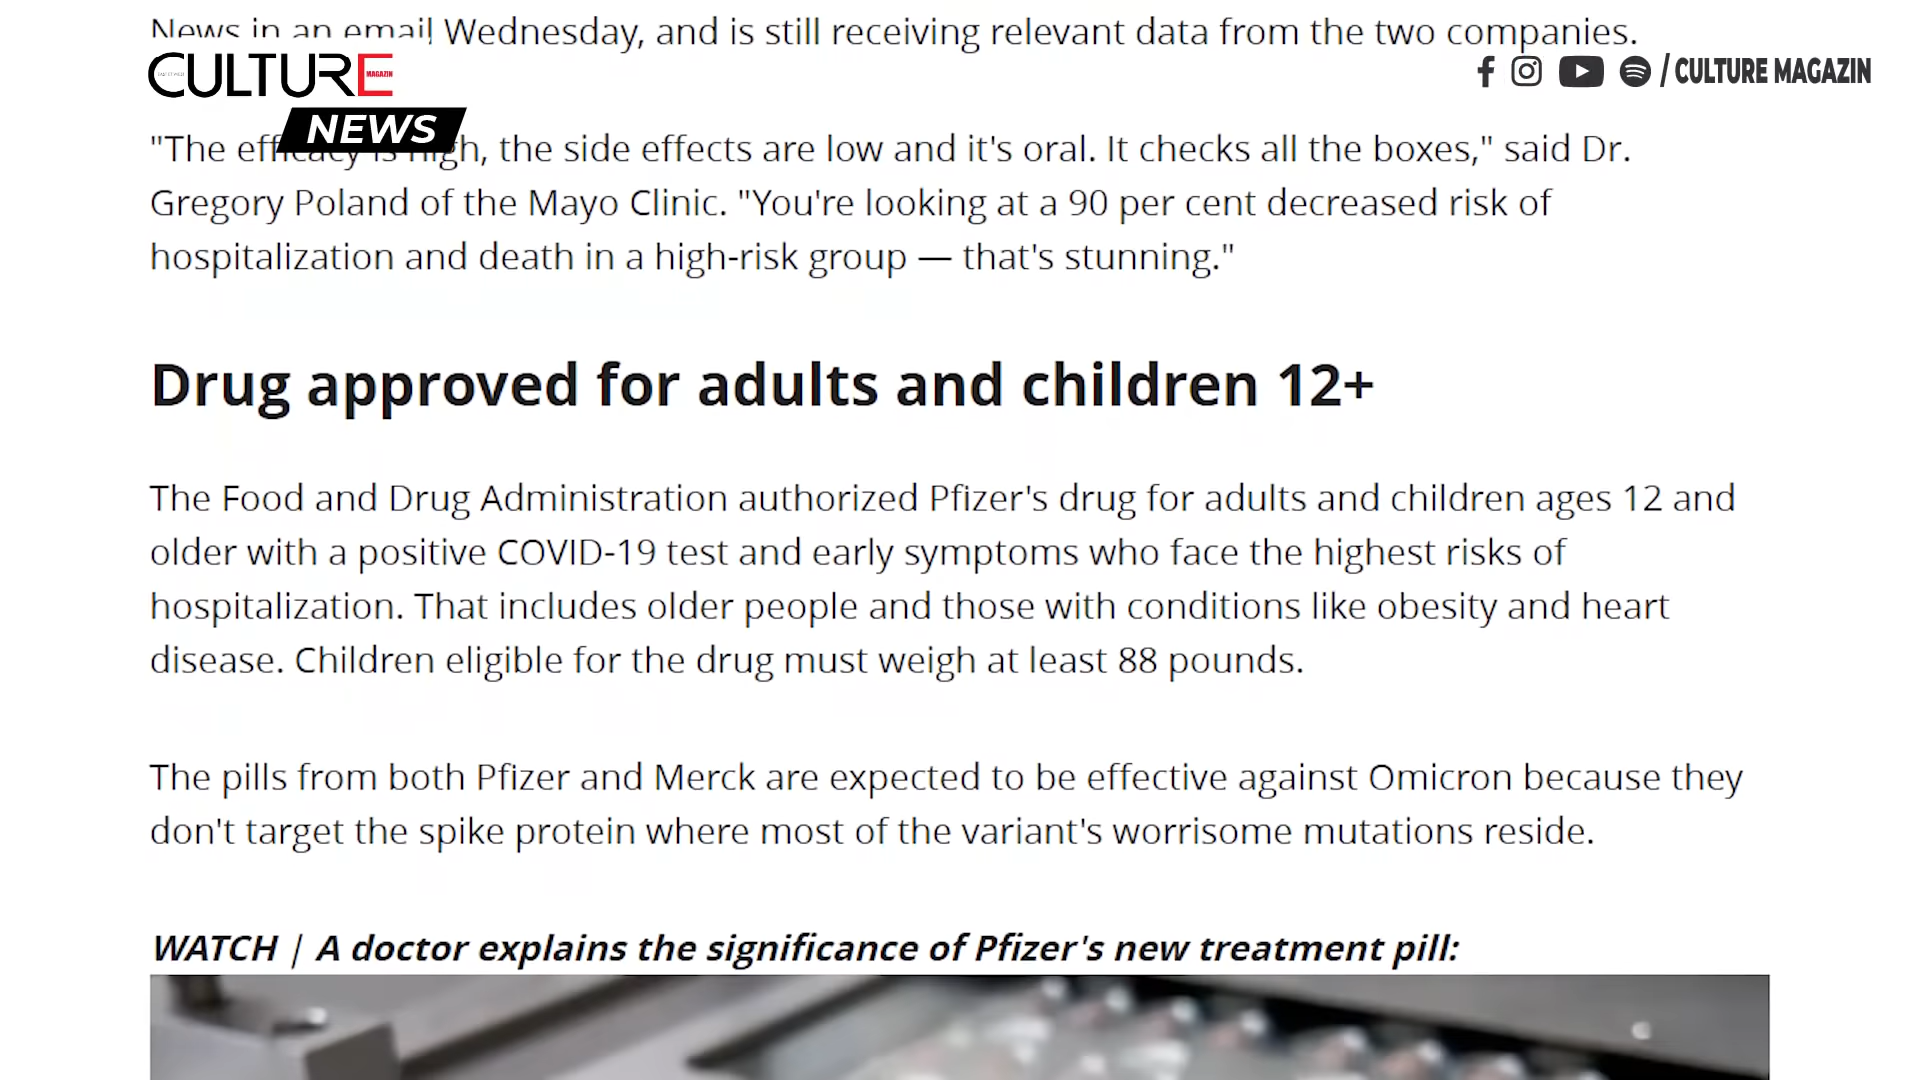 News in an email Wednesday, and is still receiving relevant data from the two companies.
CULTURE MAGAZIN
NEWS
/ CULTURE MAGAZIN
"The efficacy is high, the side effects are low and it's oral. It checks all the boxes," said Dr.
Gregory Poland of the Mayo Clinic. "You're looking at a 90 per cent decreased risk of
hospitalization and death in a high-risk group — that's stunning."
Drug approved for adults and children 12+
The Food and Drug Administration authorized Pfizer's drug for adults and children ages 12 and
older with a positive COVID-19 test and early symptoms who face the highest risks of
hospitalization. That includes older people and those with conditions like obesity and heart
disease. Children eligible for the drug must weigh at least 88 pounds.
The pills from both Pfizer and Merck are expected to be effective against Omicron because they
don't target the spike protein where most of the variant's worrisome mutations reside.
WATCH | A doctor explains the significance of Pfizer's new treatment pill: